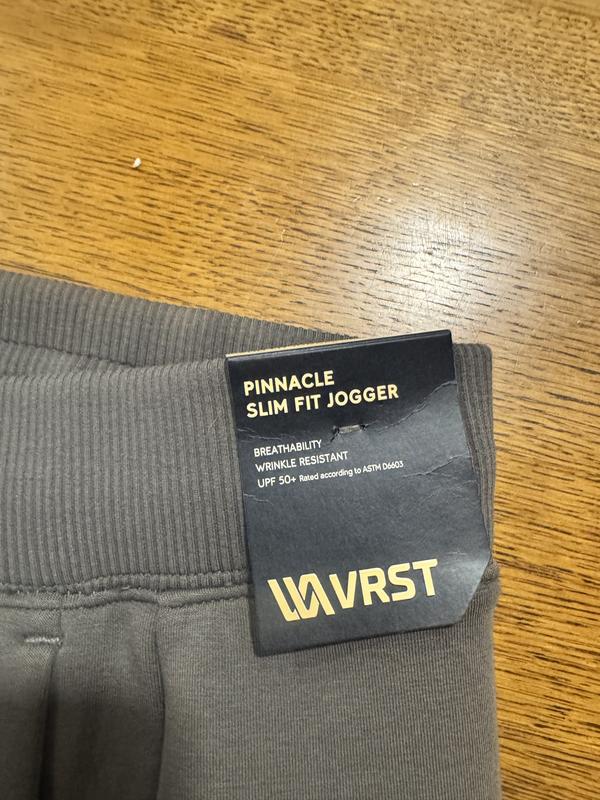 PINNACLE
SLIM FIT JOGGER
BREATHABILITY
WRINKLE RESISTANT
UPF 50+ Rated according to ASTM D6603
VRST